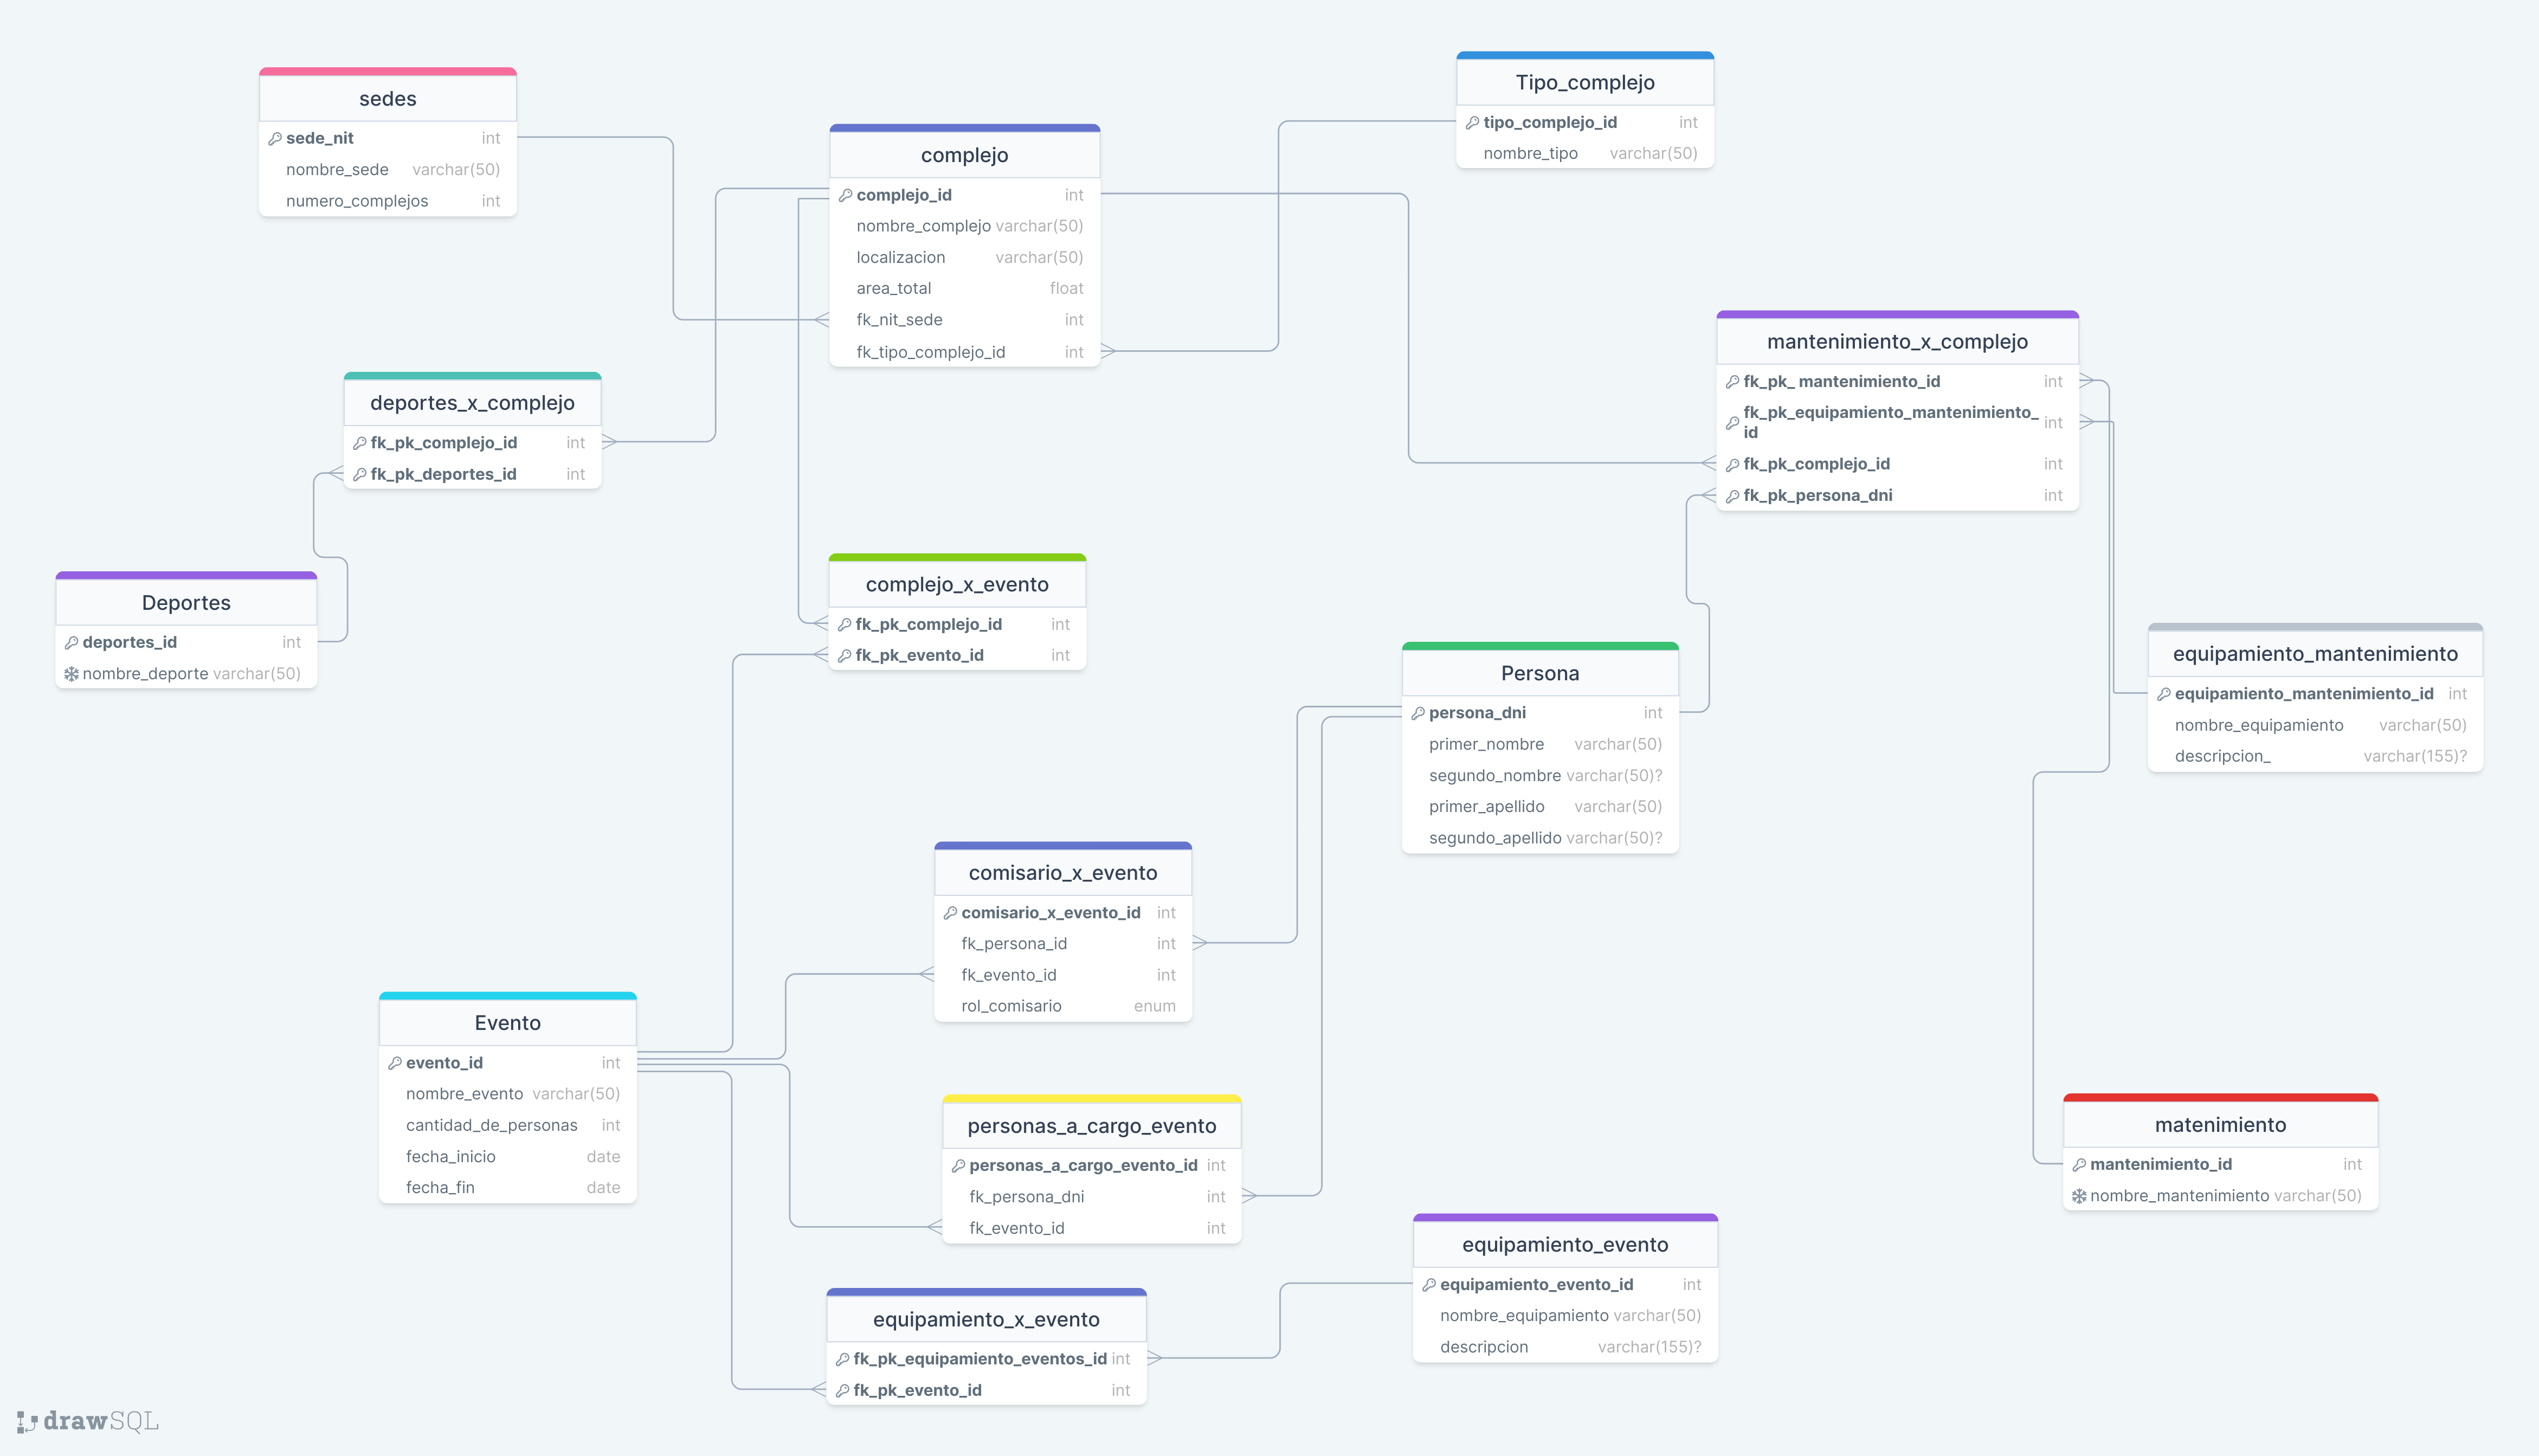 sedes
sede_nit int
nombre_sede varchar(50)
numero_complejos int
complejo
complejo_id int
nombre_complejo varchar(50)
localizacion varchar(50)
area_total float
fk_nit_sede int
fk_tipo_complejo_id int
Tipo_complejo
tipo_complejo_id int
nombre_tipo varchar(50)
mantenimiento_x_complejo
fk_pk_ mantenimiento_id int
fk_pk_equipamiento_mantenimiento_
id int
fk_pk_complejo_id int
fk_pk_persona_dni int
deportes_x_complejo
fk_pk_complejo_id int
fk_pk_deportes_id int
Deportes
deportes_id int
nombre_deporte varchar(50)
complejo_x_evento
fk_pk_complejo_id int
fk_pk_evento_id int
Persona
persona_dni int
primer_nombre varchar(50)
segundo_nombre varchar(50)?
primer_apellido varchar(50)
segundo_apellido varchar(50)?
equipamiento_mantenimiento
equipamiento_mantenimiento_id int
nombre_equipamiento varchar(50)
descripcion_ varchar(155)?
comisario_x_evento
comisario_x_evento_id int
fk_persona_id int
fk_evento_id int
rol_comisario enum
Evento
evento_id int
nombre_evento varchar(50)
cantidad_de_personas int
fecha_inicio date
fecha_fin date
personas_a_cargo_evento
personas_a_cargo_evento_id int
fk_persona_dni int
fk_evento_id int
matenimiento
mantenimiento_id int
nombre_mantenimiento varchar(50)
equipamiento_evento
equipamiento_evento_id int
nombre_equipamiento varchar(50)
descripcion varchar(155)?
equipamiento_x_evento
fk_pk_equipamiento_eventos_id int
fk_pk_evento_id int
drawSQL